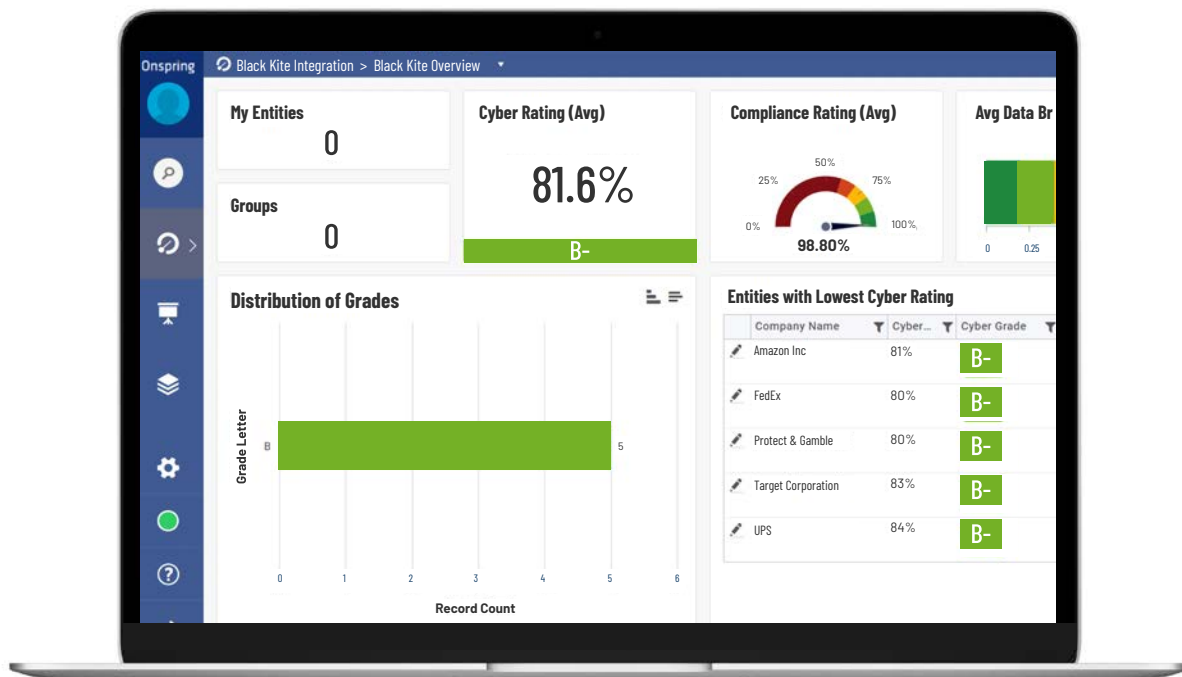 Onspring
Black Kite Integration > Black Kite Overview
My Entities
0
Groups
0
Cyber Rating (Avg)
81.6%
B-
Compliance Rating (Avg)
0%
25%
50%
75%
100%
98.80%
Avg Data Br
0
0.25
Distribution of Grades
Grade Letter
B
5
0
1
2
3
4
5
6
Record Count
Entities with Lowest Cyber Rating
Company Name Cyber... Cyber Grade
Amazon Inc 81% B-
FedEx 80% B-
Protect & Gamble 80% B-
Target Corporation 83% B-
UPS 84% B-